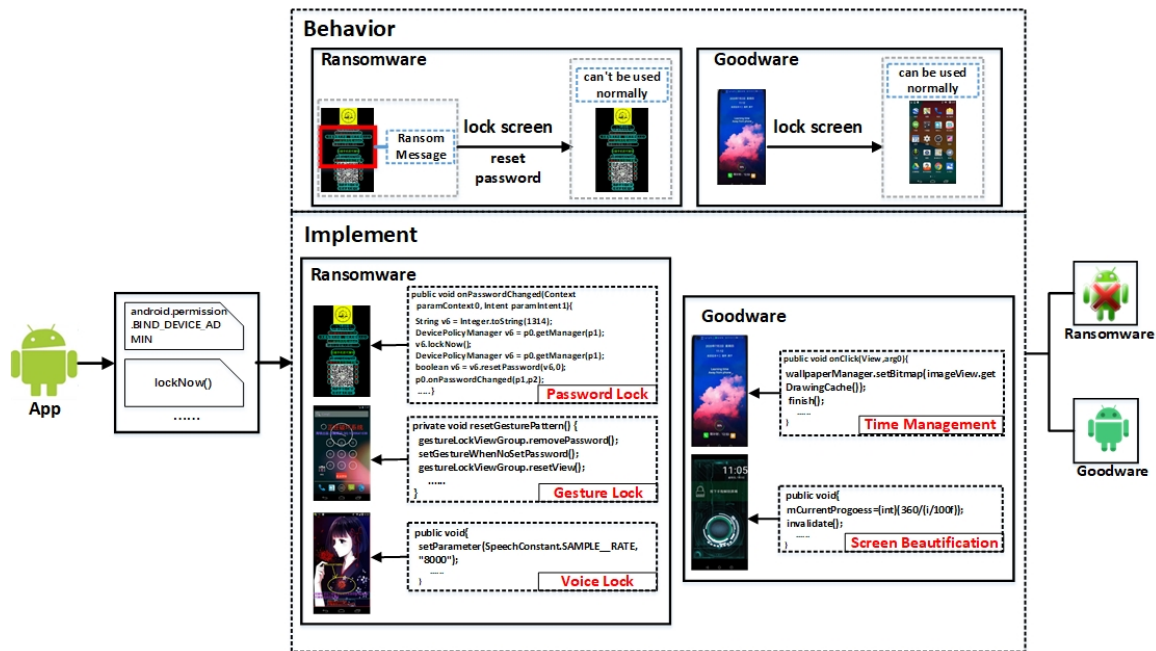 Behavior
Ransomware
Ransom
Message
lock screen
reset
password
can't be used
normally
Goodware
lock screen
can be used
normally
App
android.permission
.BIND_DEVICE_AD
MIN
lockNow()
......
Implement
Ransomware
public void onPasswordChanged(Context
paramContext0, Intent paramIntent1){
String v6 = Integer.toString(1314);
DevicePolicyManager v6 = p0.getManager(p1);
v6.lockNow();
DevicePolicyManager v6 = p0.getManager(p1);
boolean v6 = v6.resetPassword(v6,0);
p0.onPasswordChanged(p1,p2);
.....}
Password Lock
private void resetGesturePattern() {
gestureLockViewGroup.removePassword();
setGestureWhenNoSetPassword();
gestureLockViewGroup.resetView();
......
}
Gesture Lock
public void{
setParameter(SpeechConstant.SAMPLE__RATE,
"8000");
......
}
Voice Lock
Goodware
public void onClick(View ,arg0){
wallpaperManager.setBitmap(imageView.get
DrawingCache());
finish();
......
}
Time Management
11:05
public void{
mCurrentProgoess=(int)(360/(i/100f));
invalidate();
......
}
Screen Beautification
Ransomware
Goodware